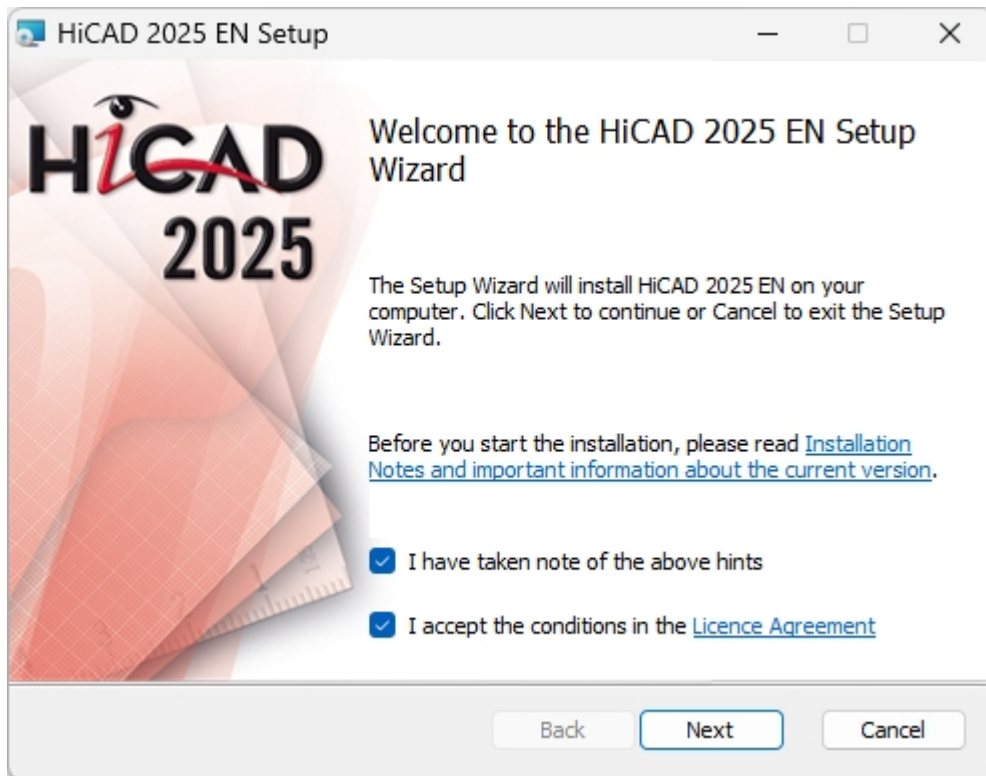 HiCAD 2025 EN Setup
HiCAD
2025
Welcome to the HiCAD 2025 EN Setup
Wizard
The Setup Wizard will install HiCAD 2025 EN on your
computer. Click Next to continue or Cancel to exit the Setup
Wizard.
Before you start the installation, please read Installation
Notes and important information about the current version.
I have taken note of the above hints
I accept the conditions in the Licence Agreement
Back
Next
Cancel